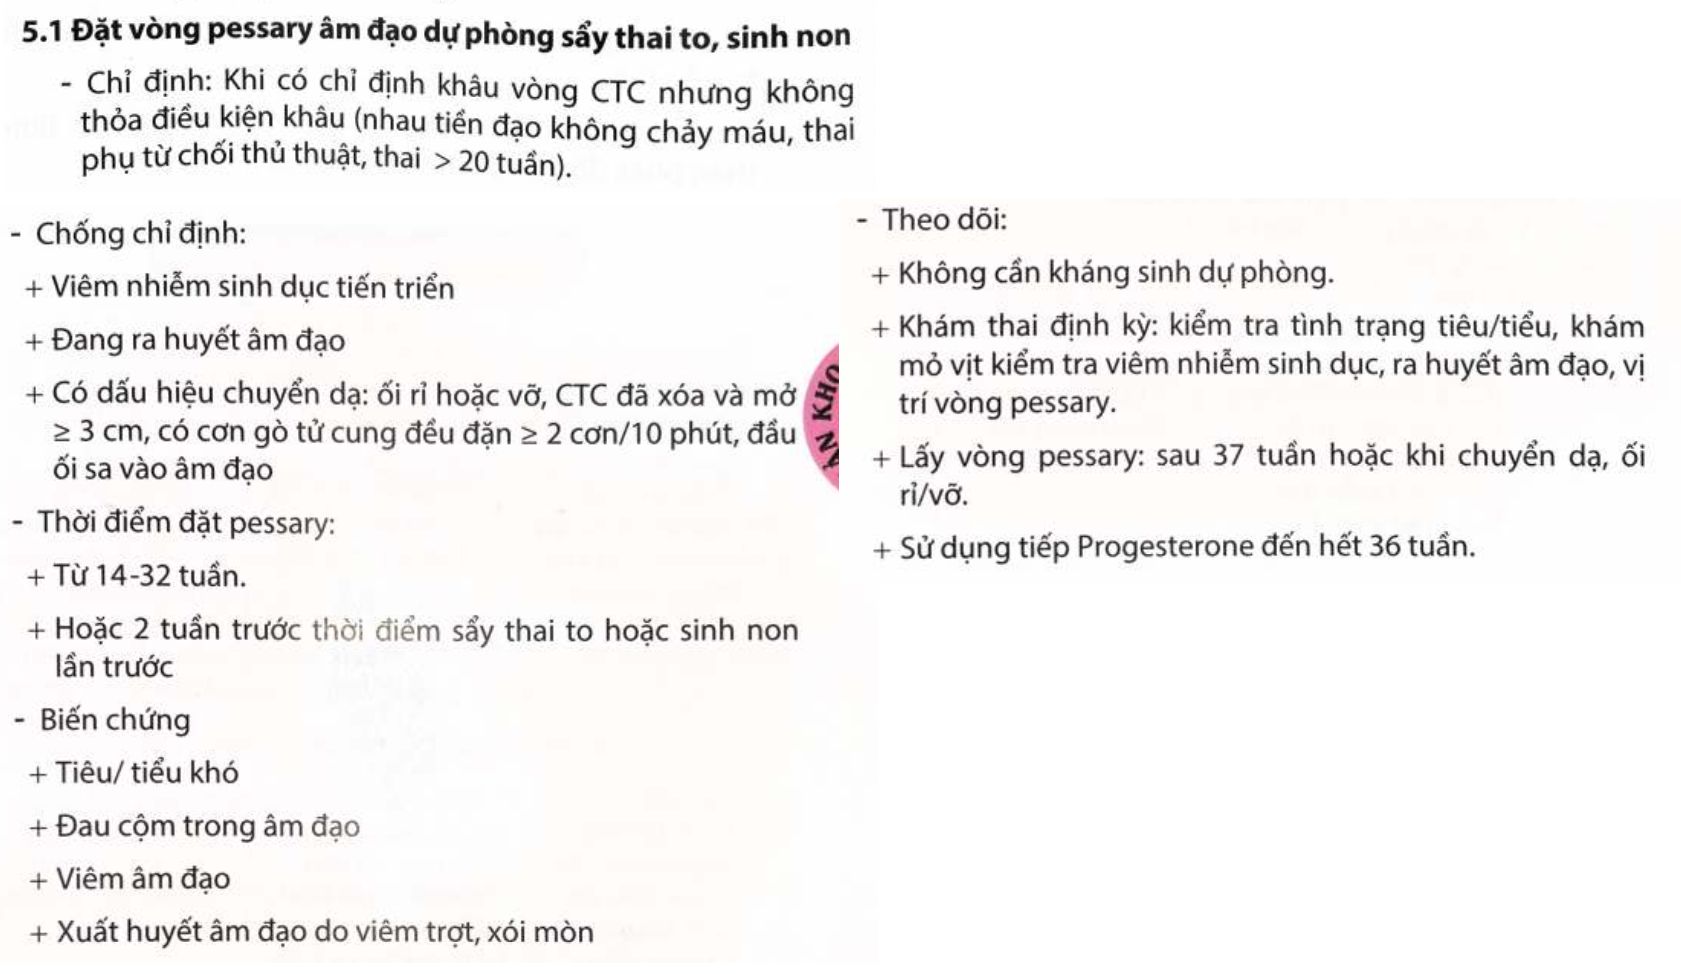 5.1 Đặt vòng pessary âm đạo dự phòng sẩy thai to, sinh non
- Chỉ định: Khi có chỉ định khâu vòng CTC nhưng không
thỏa điều kiện khâu (nhau tiền đạo không chảy máu, thai
phụ từ chối thủ thuật, thai > 20 tuần).
- Chống chỉ định:
+ Viêm nhiễm sinh dục tiến triển
+ Đang ra huyết âm đạo
+ Có dấu hiệu chuyển dạ: ối rỉ hoặc vỡ, CTC đã xóa và mở
≥ 3 cm, có cơn gò tử cung đều đặn ≥ 2 cơn/10 phút, đầu
ối sa vào âm đạo
- Thời điểm đặt pessary:
+ Từ 14-32 tuần.
+ Hoặc 2 tuần trước thời điểm sẩy thai to hoặc sinh non
lần trước
- Biến chứng
+ Tiêu/ tiểu khó
+ Đau cộm trong âm đạo
+ Viêm âm đạo
+ Xuất huyết âm đạo do viêm trợt, xói mòn
- Theo dõi:
+ Không cần kháng sinh dự phòng.
+ Khám thai định kỳ: kiểm tra tình trạng tiêu/tiểu, khám
mỏ vịt kiểm tra viêm nhiễm sinh dục, ra huyết âm đạo, vị
trí vòng pessary.
+ Lấy vòng pessary: sau 37 tuần hoặc khi chuyển dạ, ối
rỉ/vỡ.
+ Sử dụng tiếp Progesterone đến hết 36 tuần.